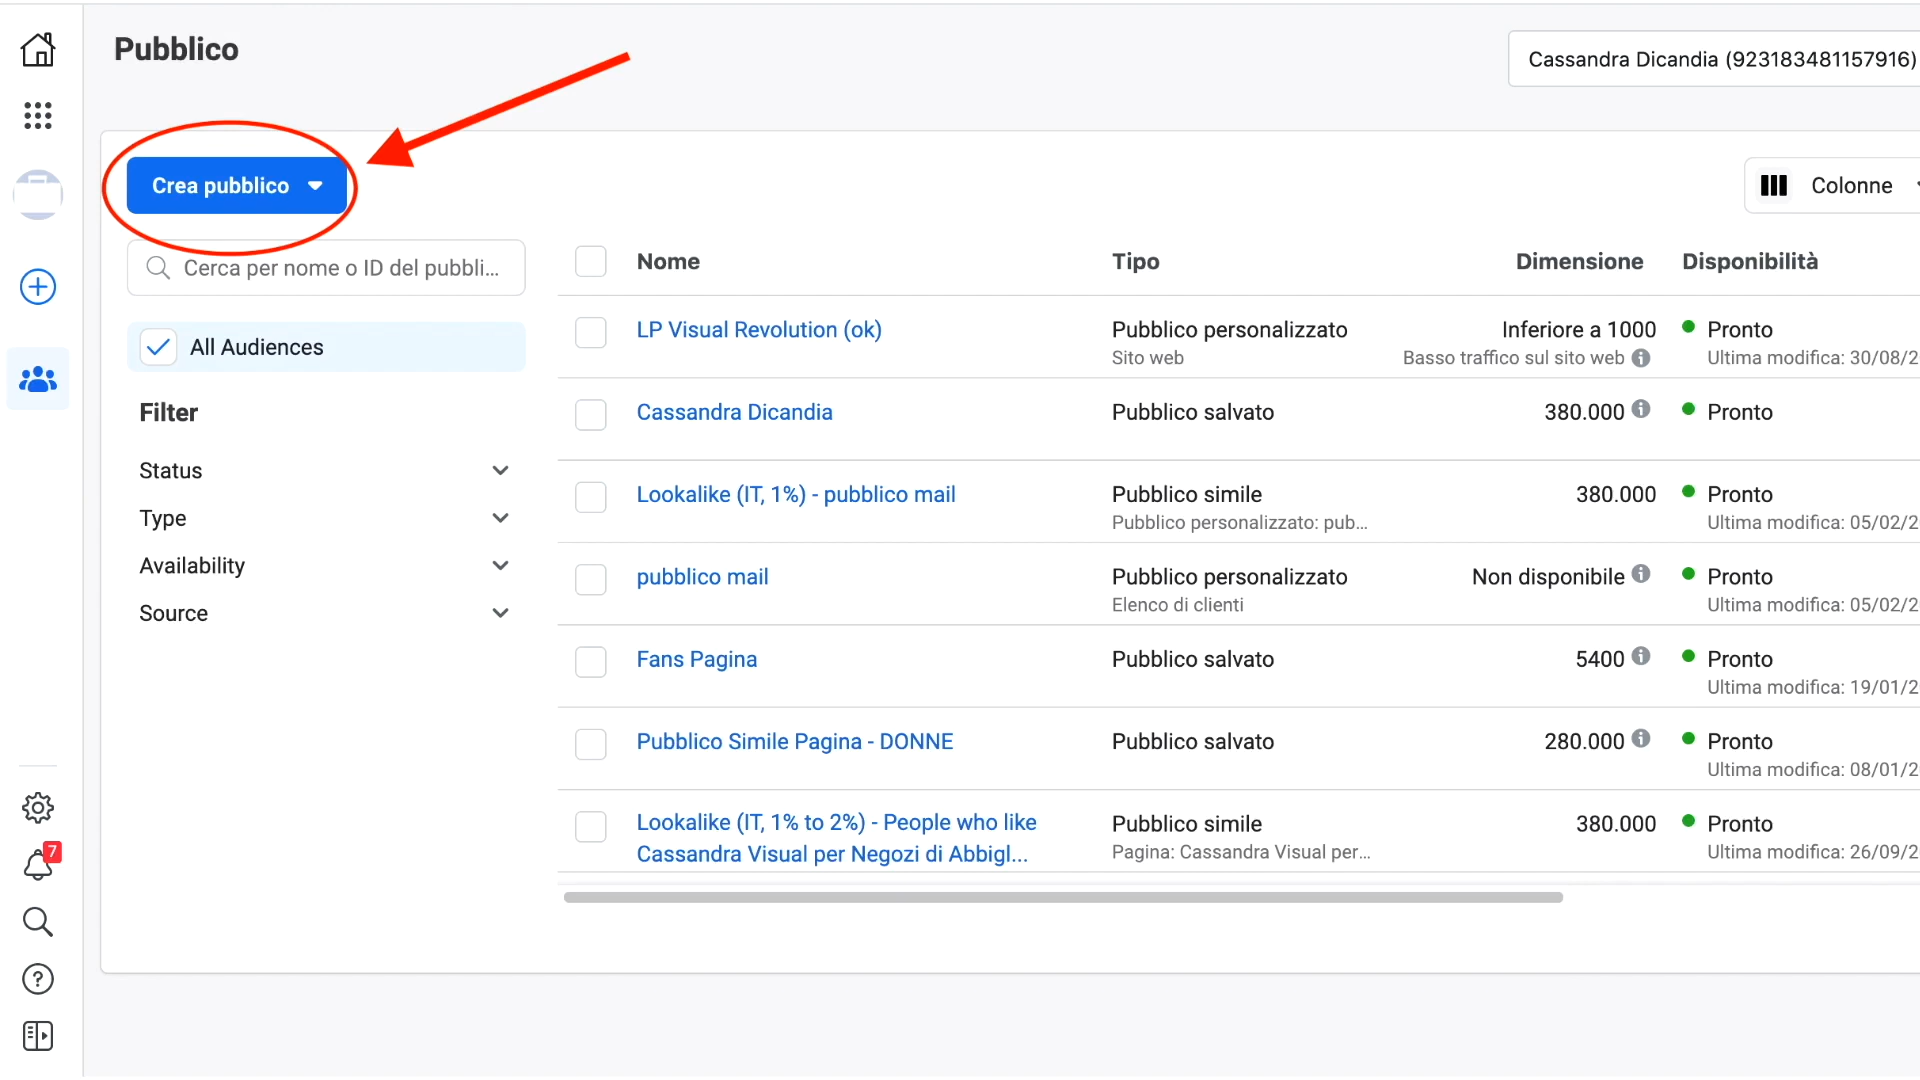 Pubblico
Cassandra Dicandia (923183481157916)
Crea pubblico
Colonne
Cerca per nome o ID del pubbli...
All Audiences
Filter
Status
Type
Availability
Source
7
Nome Tipo Dimensione Disponibilità
LP Visual Revolution (ok) Pubblico personalizzato Inferiore a 1000 Pronto
Sito web Basso traffico sul sito web Ultima modifica: 30/08/2
Cassandra Dicandia Pubblico salvato 380.000 Pronto
Lookalike (IT, 1%) - pubblico mail Pubblico simile 380.000 Pronto
Pubblico personalizzato: pub... Ultima modifica: 05/02/2
pubblico mail Pubblico personalizzato Non disponibile Pronto
Elenco di clienti Ultima modifica: 05/02/2
Fans Pagina Pubblico salvato 5400 Pronto
Ultima modifica: 19/01/2
Pubblico Simile Pagina - DONNE Pubblico salvato 280.000 Pronto
Ultima modifica: 08/01/2
Lookalike (IT, 1% to 2%) - People who like Pubblico simile 380.000 Pronto
Cassandra Visual per Negozi di Abbigl... Pagina: Cassandra Visual per... Ultima modifica: 26/09/2